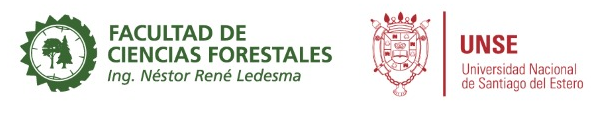 FACULTAD DE
CIENCIAS FORESTALES
Ing. Néstor René Ledesma
UNSE
Universidad Nacional
de Santiago del Estero